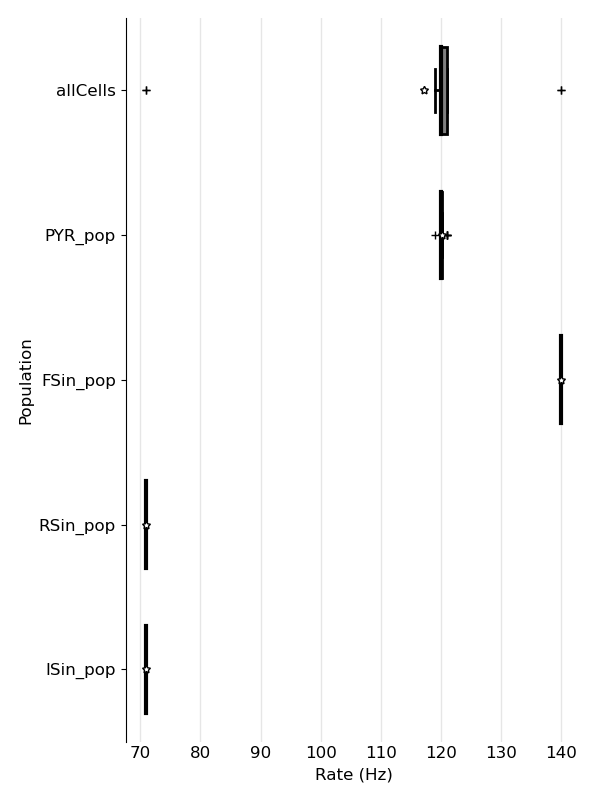 allCells
PYR_pop
FSin_pop
RSin_pop
ISin_pop
Population
70 80 90 100 110 120 130 140
Rate (Hz)